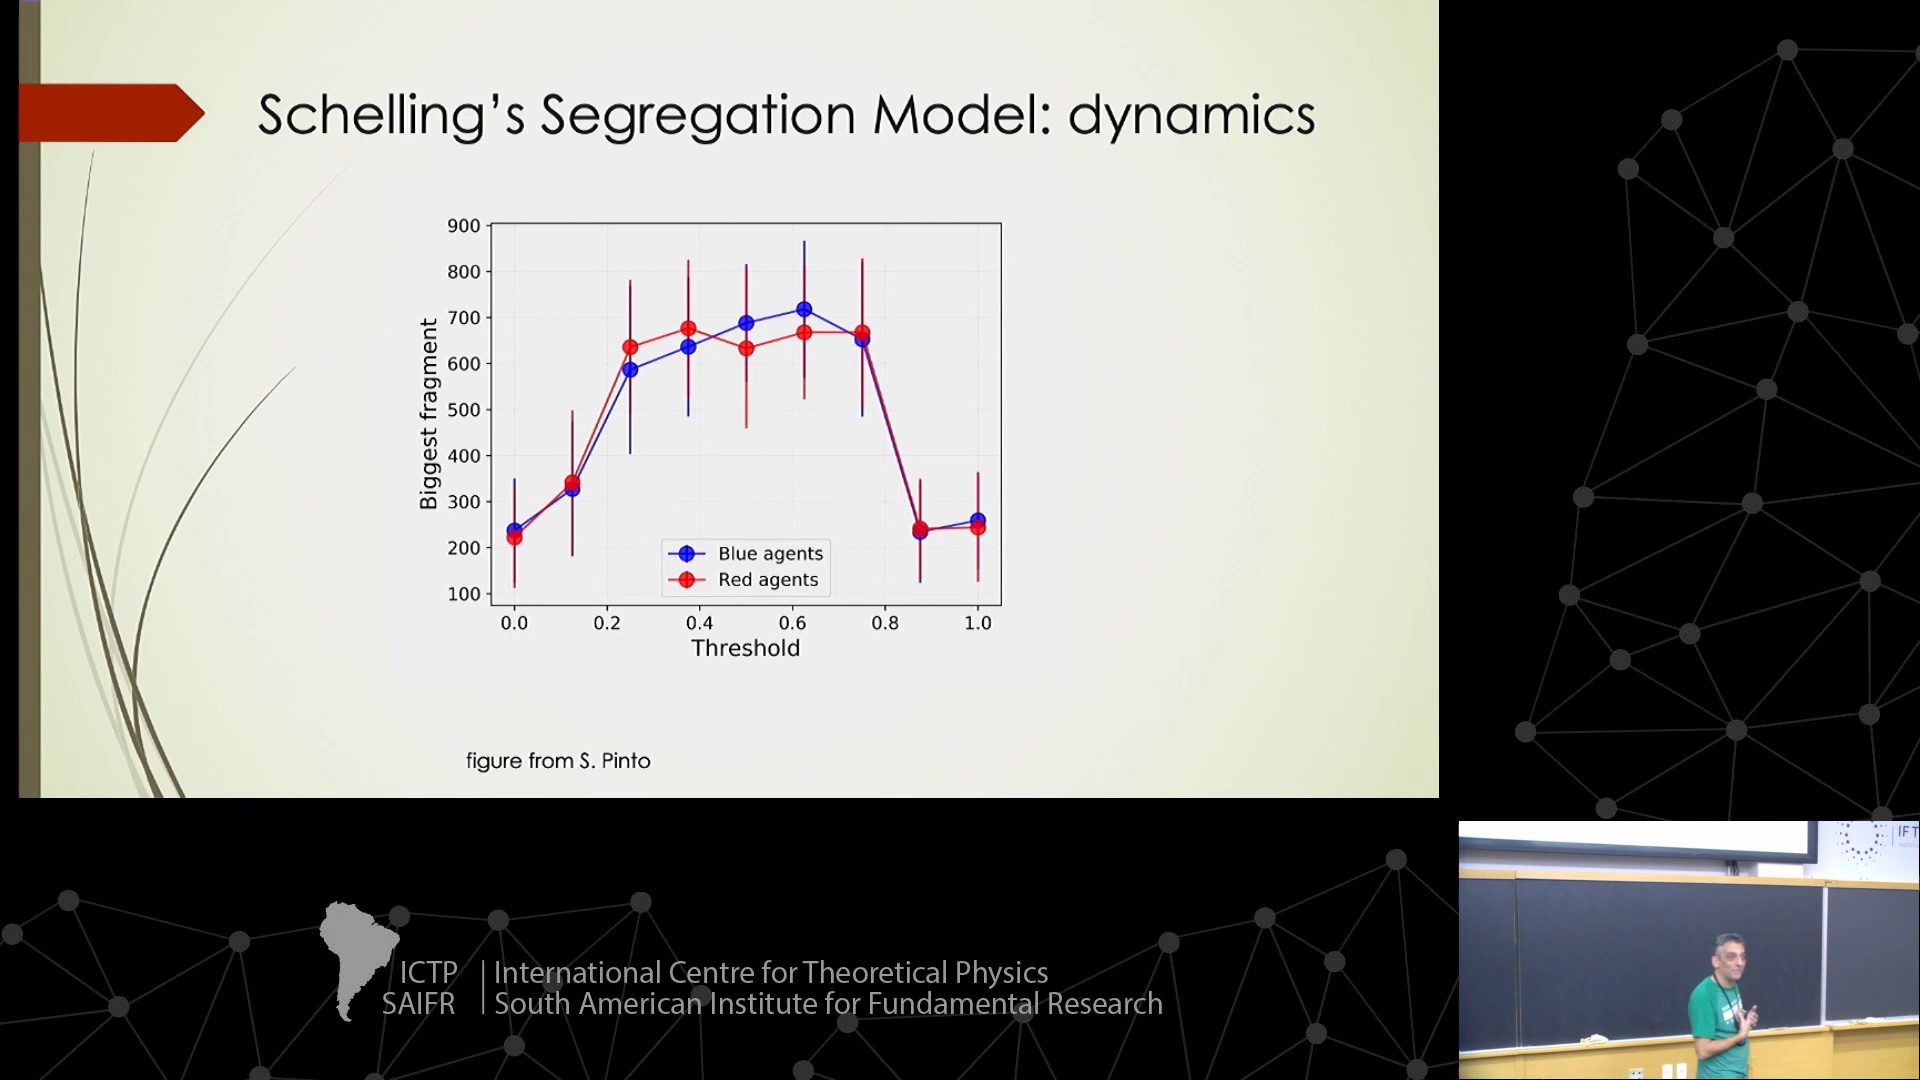 Schelling's Segregation Model: dynamics
900
800
700
600
500
400
300
200
100
Biggest fragment
Blue agents
Red agents
0.0 0.2 0.4 0.6 0.8 1.0
Threshold
figure from S. Pinto
ICTP
SAIFR
International Centre for Theoretical Physics
South American Institute for Fundamental Research
IFT